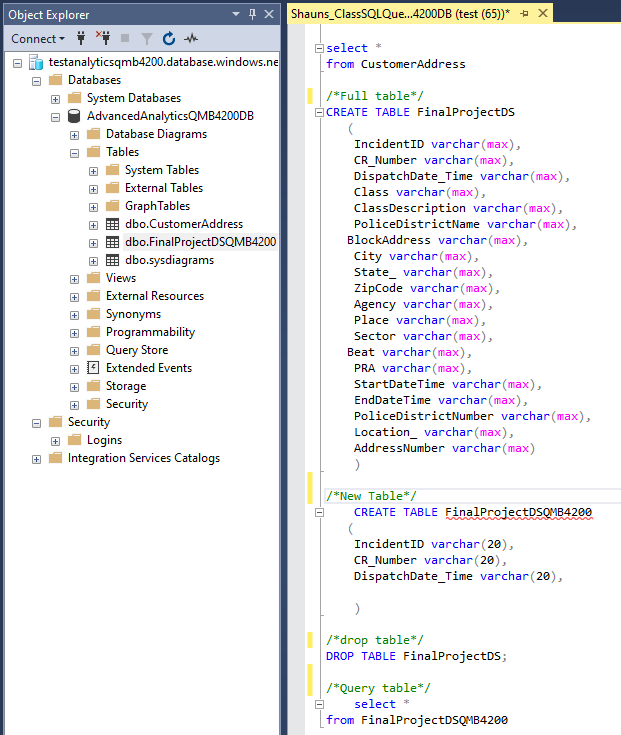 Object Explorer
Connect
testanalyticsqmb4200.database.windows.ne
Databases
System Databases
AdvancedAnalyticsQMB4200DB
Database Diagrams
Tables
System Tables
External Tables
GraphTables
dbo.CustomerAddress
dbo.FinalProjectDSQMB4200
dbo.sysdiagrams
Views
External Resources
Synonyms
Programmability
Query Store
Extended Events
Storage
Security
Security
Logins
Integration Services Catalogs
Shauns_ClassSQLQue...4200DB (test (65))*
select *
from CustomerAddress
/*Full table*/
CREATE TABLE FinalProjectDS
(
IncidentID varchar(max),
CR_Number varchar(max),
DispatchDate_Time varchar(max),
Class varchar(max),
ClassDescription varchar(max),
PoliceDistrictName varchar(max),
BlockAddress varchar(max),
City varchar(max),
State_ varchar(max),
ZipCode varchar(max),
Agency varchar(max),
Place varchar(max),
Sector varchar(max),
Beat varchar(max),
PRA varchar(max),
StartDateTime varchar(max),
EndDateTime varchar(max),
PoliceDistrictNumber varchar(max),
Location_ varchar(max),
AddressNumber varchar(max)
)
/*New Table*/
CREATE TABLE FinalProjectDSQMB4200
(
IncidentID varchar(20),
CR_Number varchar(20),
DispatchDate_Time varchar(20),
)
/*drop table*/
DROP TABLE FinalProjectDS;
/*Query table*/
select *
from FinalProjectDSQMB4200